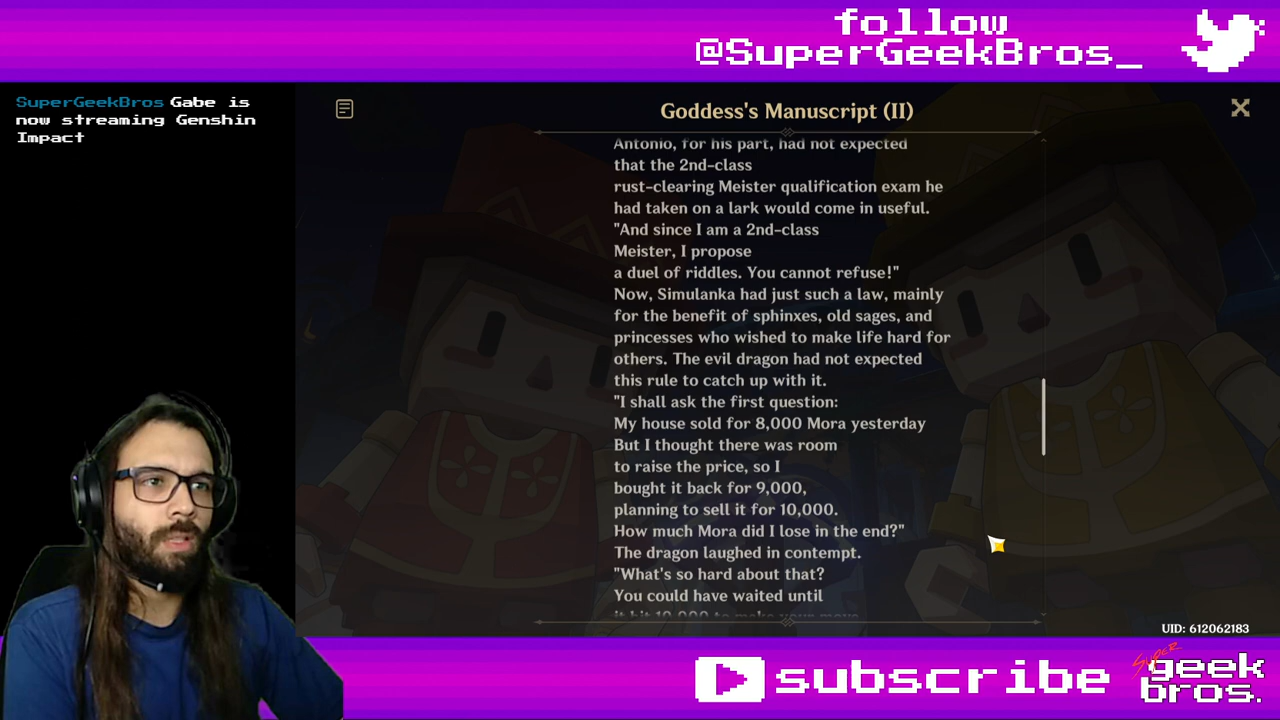 follow
@SuperGeekBros_
SuperGeekBros Gabe is
now streaming Genshin
Impact
Goddess's Manuscript (II)
Antonio, for his part, had not expected
that the 2nd-class
rust-clearing Meister qualification exam he
had taken on a lark would come in useful.
"And since I am a 2nd-class
Meister, I propose
a duel of riddles. You cannot refuse!"
Now, Simulanka had just such a law, mainly
for the benefit of sphinxes, old sages, and
princesses who wished to make life hard for
others. The evil dragon had not expected
this rule to catch up with it.
"I shall ask the first question:
My house sold for 8,000 Mora yesterday
But I thought there was room
to raise the price, so I
bought it back for 9,000,
planning to sell it for 10,000.
How much Mora did I lose in the end?"
The dragon laughed in contempt.
"What's so hard about that?
You could have waited until
it hit 10,000 to make your move
UID: 612062183
subscribe
SUPER
geek
bros.